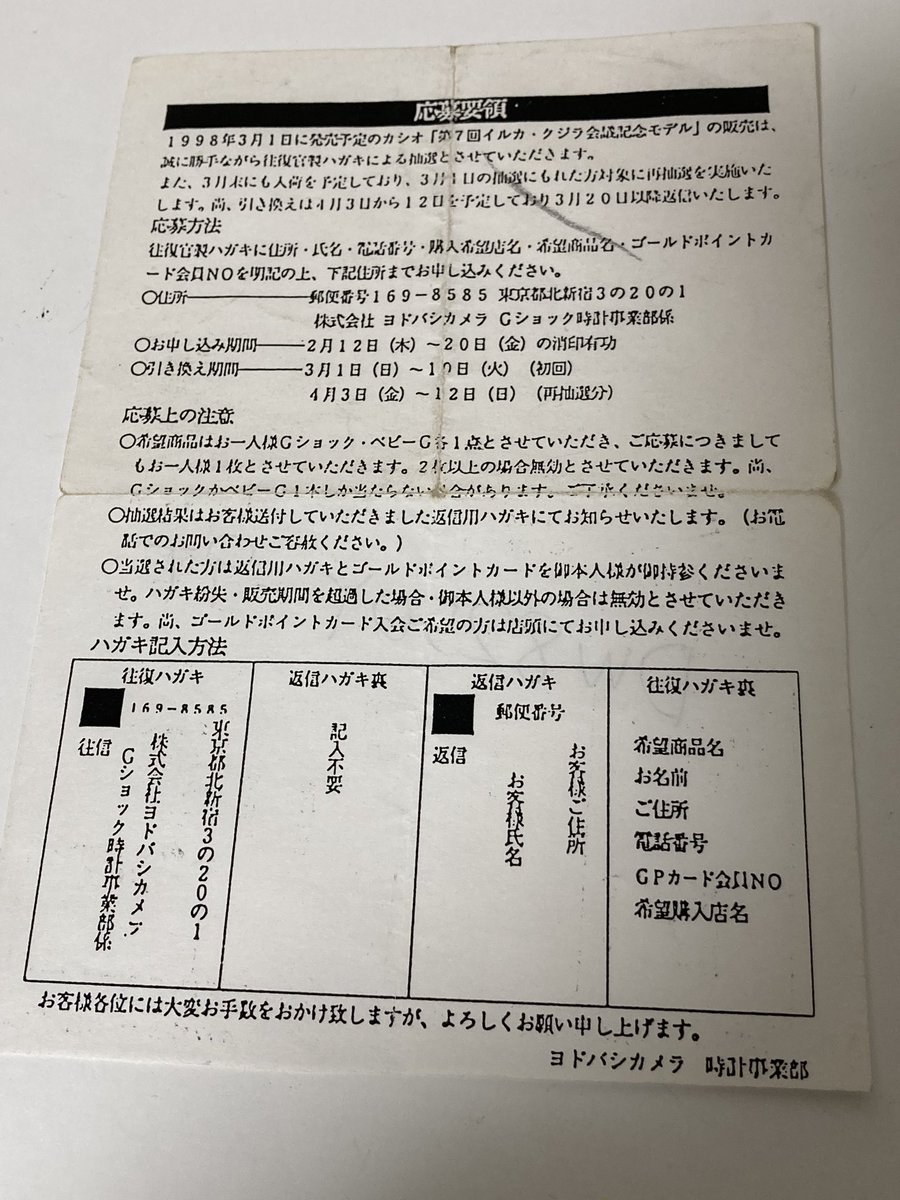 応募要領
1998年3月1日に発売予定のカシオ「第7回イルカ・クジラ会議記念モデル」の販売は、
誠に勝手ながら往復官製ハガキによる抽選とさせていただきます。
また、3月末にも入荷を予定しており、3月1日の抽選にもれた方対象に再抽選を実施いた
します。尚、引き換えは4月3日から12日を予定しており3月20日以降返信いたします。
応募方法
往復官製ハガキに住所・氏名・電話番号・購入希望店名・希望商品名・ゴールドポイントカ
ード会員NOを明記の上、下記住所までお申し込みください。
○住所――――――郵便番号169-8585 東京都北新宿3の20の1
株式会社 ヨドバシカメラ Gショック時計事業部係
○お申し込み期間――2月12日(木)~20日(金)の消印有功
○引き換え期間―――3月1日(日)~10日(火)(初回)
4月3日(金)~12日(日)(再抽選分)
応募上の注意
○希望商品はお一人様Gショック・ベビーG各1点とさせていただき、ご応募につきまして
もお一人様1枚とさせていただきます。2枚以上の場合無効とさせていただきます。尚、
GショックかベビーG1本しか当たらない場合があります。ご了承くださいませ。
○抽選結果はお客様送付していただきました返信用ハガキにてお知らせいたします。(お電
話でのお問い合わせご容赦ください。)
○当選された方は返信用ハガキとゴールドポイントカードを御本人様が御持参くださいま
せ。ハガキ紛失・販売期間を超過した場合・御本人様以外の場合は無効とさせていただき
ます。尚、ゴールドポイントカード入会ご希望の方は店頭にてお申し込みくださいませ。
ハガキ記入方法
往復ハガキ
169-8585
往信
東京都北新宿3の20の1
株式会社ヨドバシカメラ
Gショック時計事業部係
返信ハガキ裏
記入不要
返信ハガキ
郵便番号
返信
お客様ご住所
お客様氏名
往復ハガキ裏
希望商品名
お名前
ご住所
電話番号
GPカード会員NO
希望購入店名
お客様各位には大変お手数をおかけ致しますが、よろしくお願い申し上げます。
ヨドバシカメラ 時計事業部